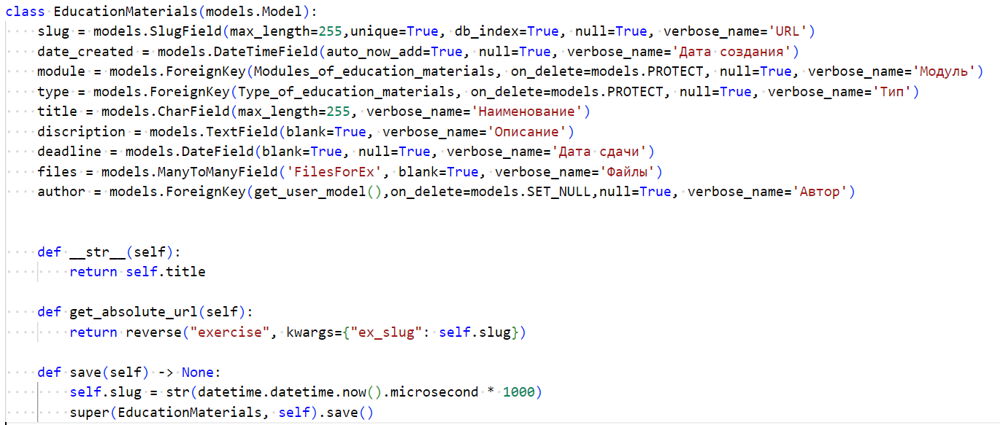 class EducationMaterials(models.Model):
    slug = models.SlugField(max_length=255,unique=True, db_index=True, null=True, verbose_name='URL')
    date_created = models.DateTimeField(auto_now_add=True, null=True, verbose_name='Дата создания')
    module = models.ForeignKey(Modules_of_education_materials, on_delete=models.PROTECT, null=True, verbose_name='Модуль')
    type = models.ForeignKey(Type_of_education_materials, on_delete=models.PROTECT, null=True, verbose_name='Тип')
    title = models.CharField(max_length=255, verbose_name='Наименование')
    discription = models.TextField(blank=True, verbose_name='Описание')
    deadline = models.DateField(blank=True, null=True, verbose_name='Дата сдачи')
    files = models.ManyToManyField('FilesForEx', blank=True, verbose_name='Файлы')
    author = models.ForeignKey(get_user_model(),on_delete=models.SET_NULL,null=True, verbose_name='Автор')
    def __str__(self):
        return self.title
    def get_absolute_url(self):
        return reverse("exercise", kwargs={"ex_slug": self.slug})
    def save(self) -> None:
        self.slug = str(datetime.datetime.now().microsecond * 1000)
        super(EducationMaterials, self).save()